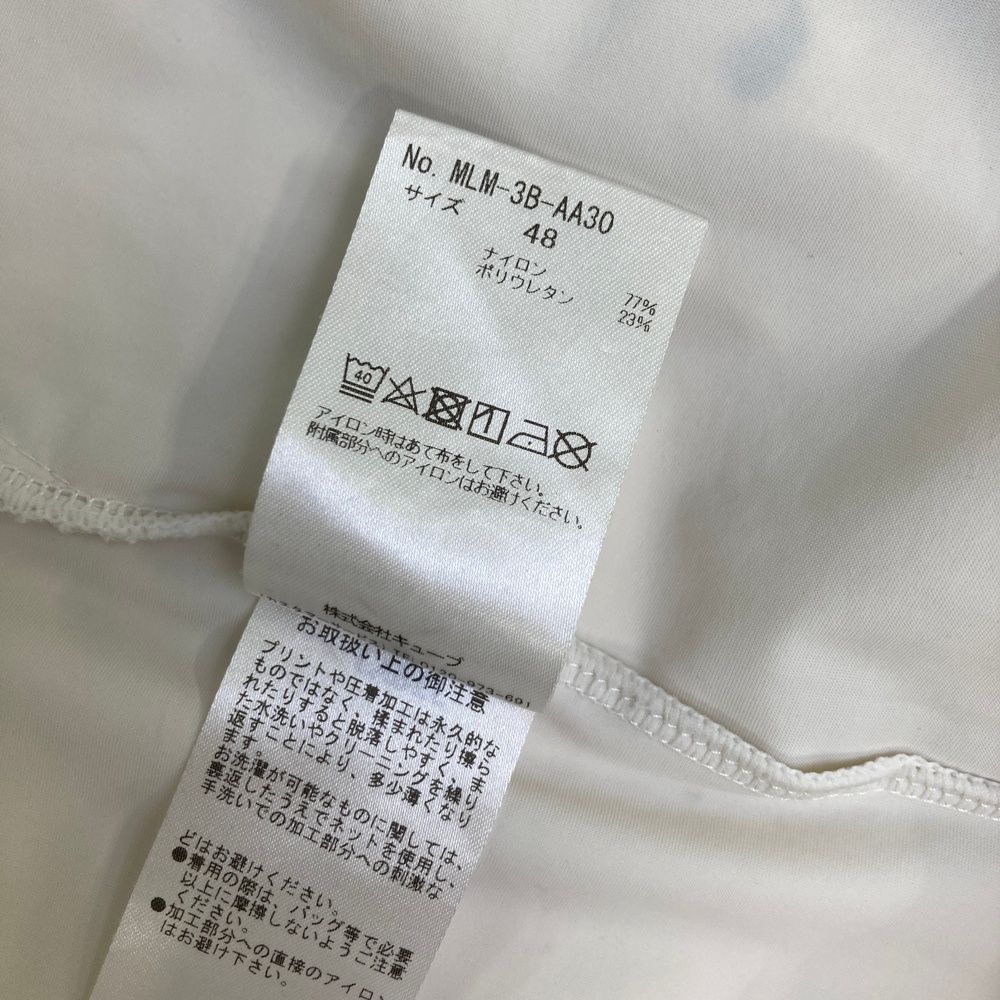 No. MLM-3B-AA30
サイズ
48
ナイロン 77%
ポリウレタン 23%
40
アイロン時はあて布をして下さい。
附属部分へのアイロンはお避けください。
株式会社キューブ
0120-973-691
お取扱い上の御注意
プリントや圧着加工は永久的な
ものではなく、揉まれたり擦ら
れたりすると脱落しやすく、また
水洗いやクリーニングを繰り
返すことにより、多少薄くなり
お洗濯が可能なものに関しては、
裏返したうえでネットを使用し、
手洗いでの加工部分への刺激な
どはお避けください。
●着用の際は、バッグ等で必要
以上に摩擦しないようご注意
ください。
●加工部分への直接のアイロン
はお避け下さい。